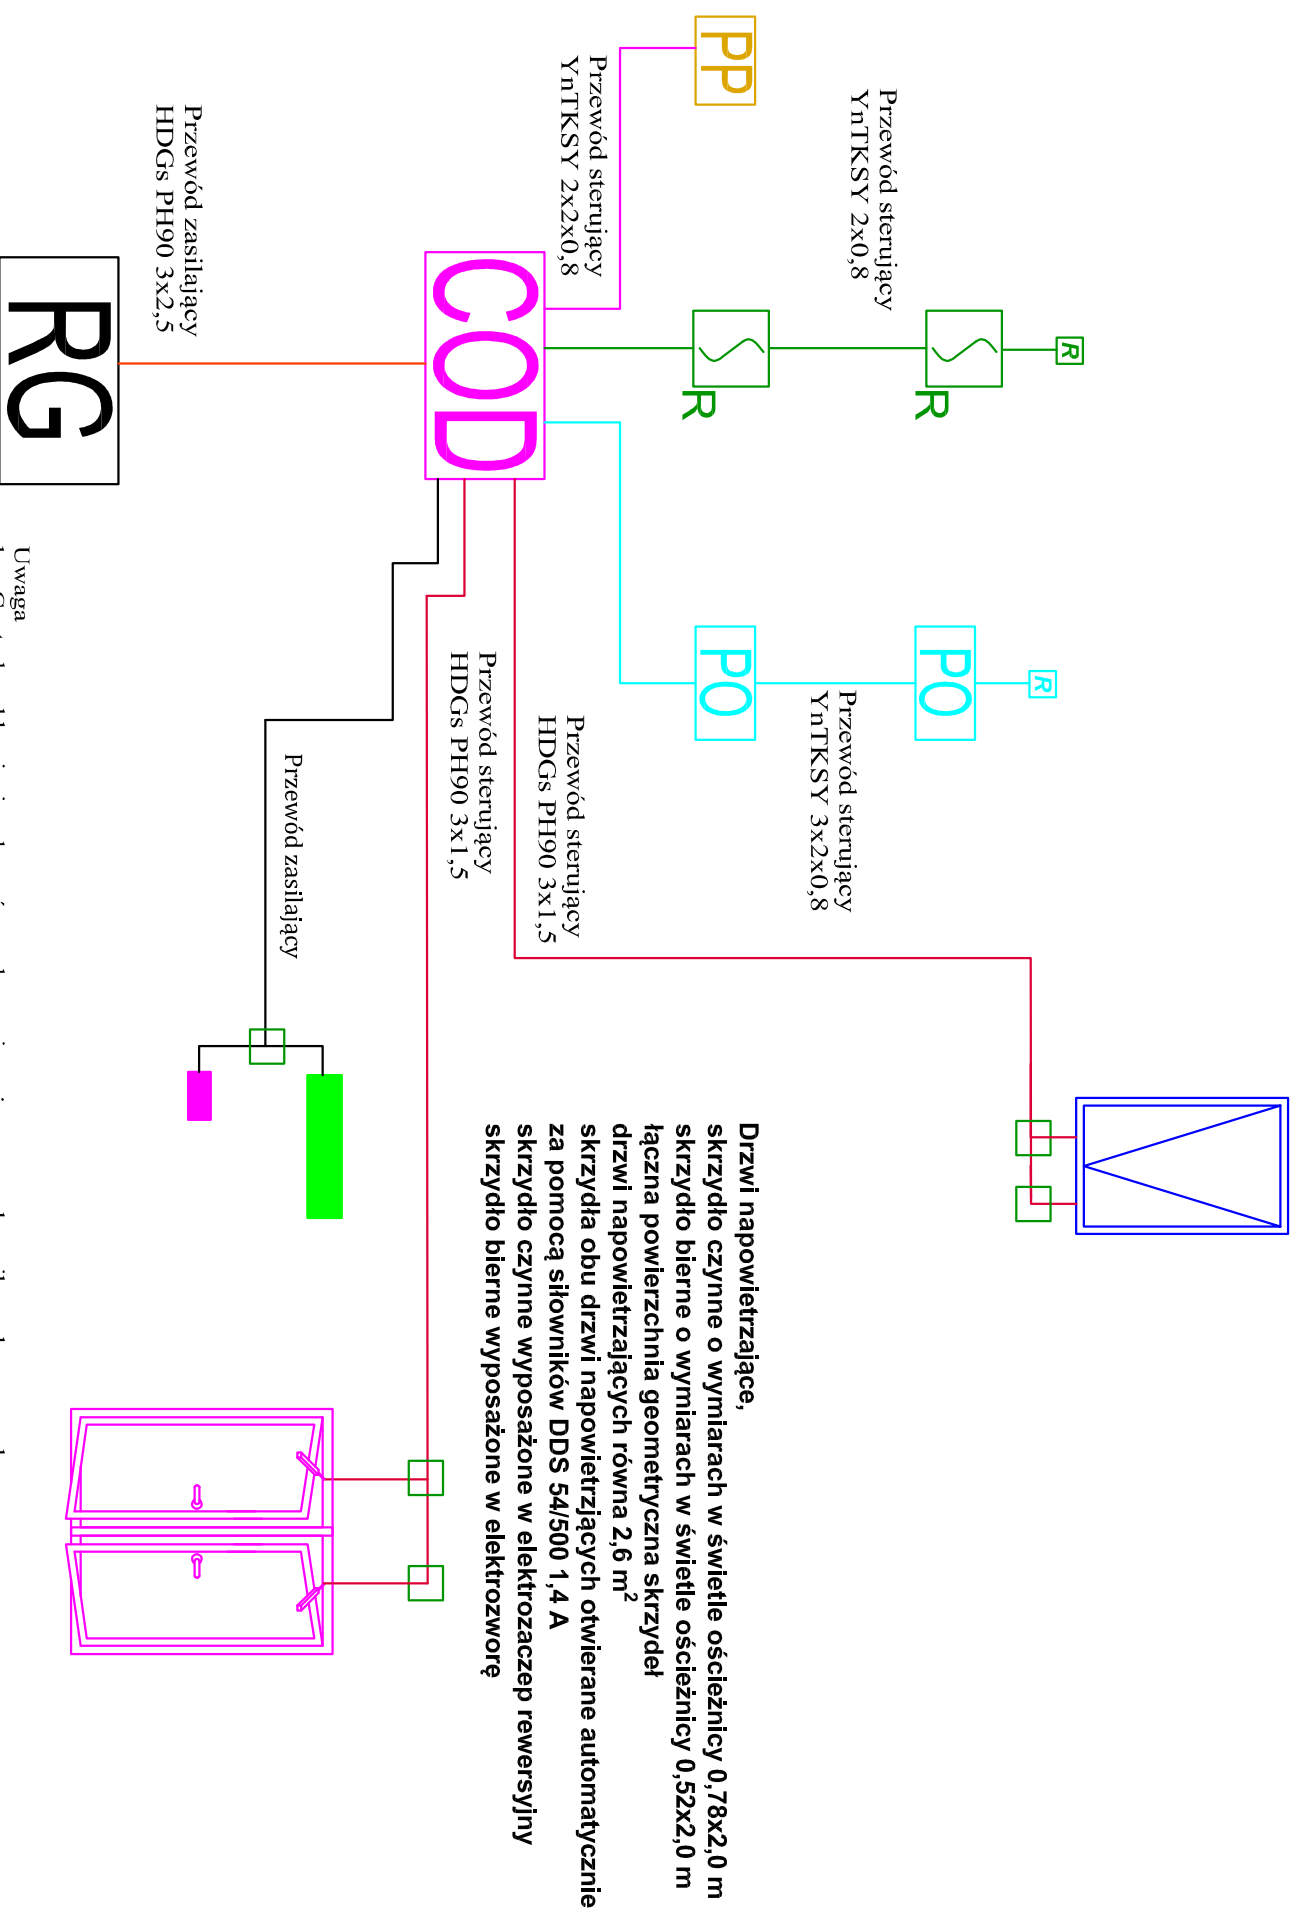 PP
Przewód sterujący
YnTKSY 2x0,8
Przewód sterujący
YnTKSY 2x2x0,8
R
R
R
COD
Przewód zasilający
HDGs PH90 3x2,5
RG
PO
PO
R
Przewód sterujący
YnTKSY 3x2x0,8
Przewód sterujący
HDGs PH90 3x1,5
Przewód sterujący
HDGs PH90 3x1,5
Przewód zasilający
Drzwi napowietrzające,
skrzydło czynne o wymiarach w świetle ościeżnicy 0,78x2,0 m
skrzydło bierne o wymiarach w świetle ościeżnicy 0,52x2,0 m
łączna powierzchnia geometryczna skrzydeł
drzwi napowietrzających równa 2,6 m²
skrzydła obu drzwi napowietrzjących otwierane automatycznie
za pomocą siłowników DDS 54/500 1,4 A
skrzydło czynne wyposażone w elektrozaczep rewersyjny
skrzydło bierne wyposażone w elektrozworę
Uwaga